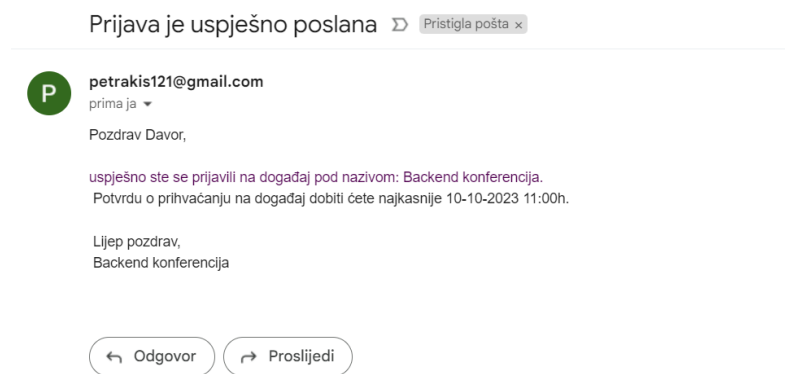 Prijava je uspješno poslana
Pristigla pošta ×
P
petrakis121@gmail.com
prima ja
Pozdrav Davor,
uspješno ste se prijavili na događaj pod nazivom: Backend konferencija.
Potvrdu o prihvaćanju na događaj dobiti ćete najkasnije 10-10-2023 11:00h.
Lijep pozdrav,
Backend konferencija
Odgovor
Proslijedi